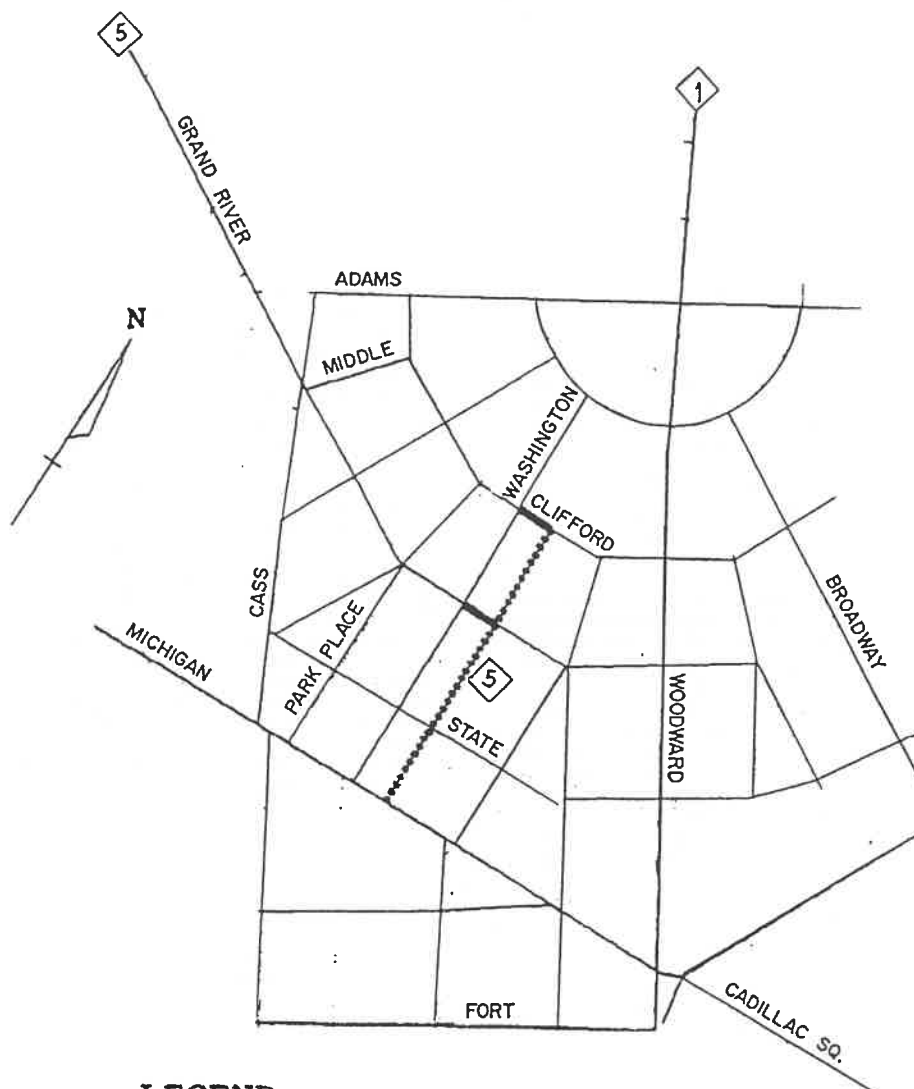 5
1
GRAND RIVER
ADAMS
N
MIDDLE
WASHINGTON
CLIFFORD
CASS
BROADWAY
MICHIGAN
PARK PLACE
5
STATE
WOODWARD
FORT
CADILLAC SQ.
LEGEND